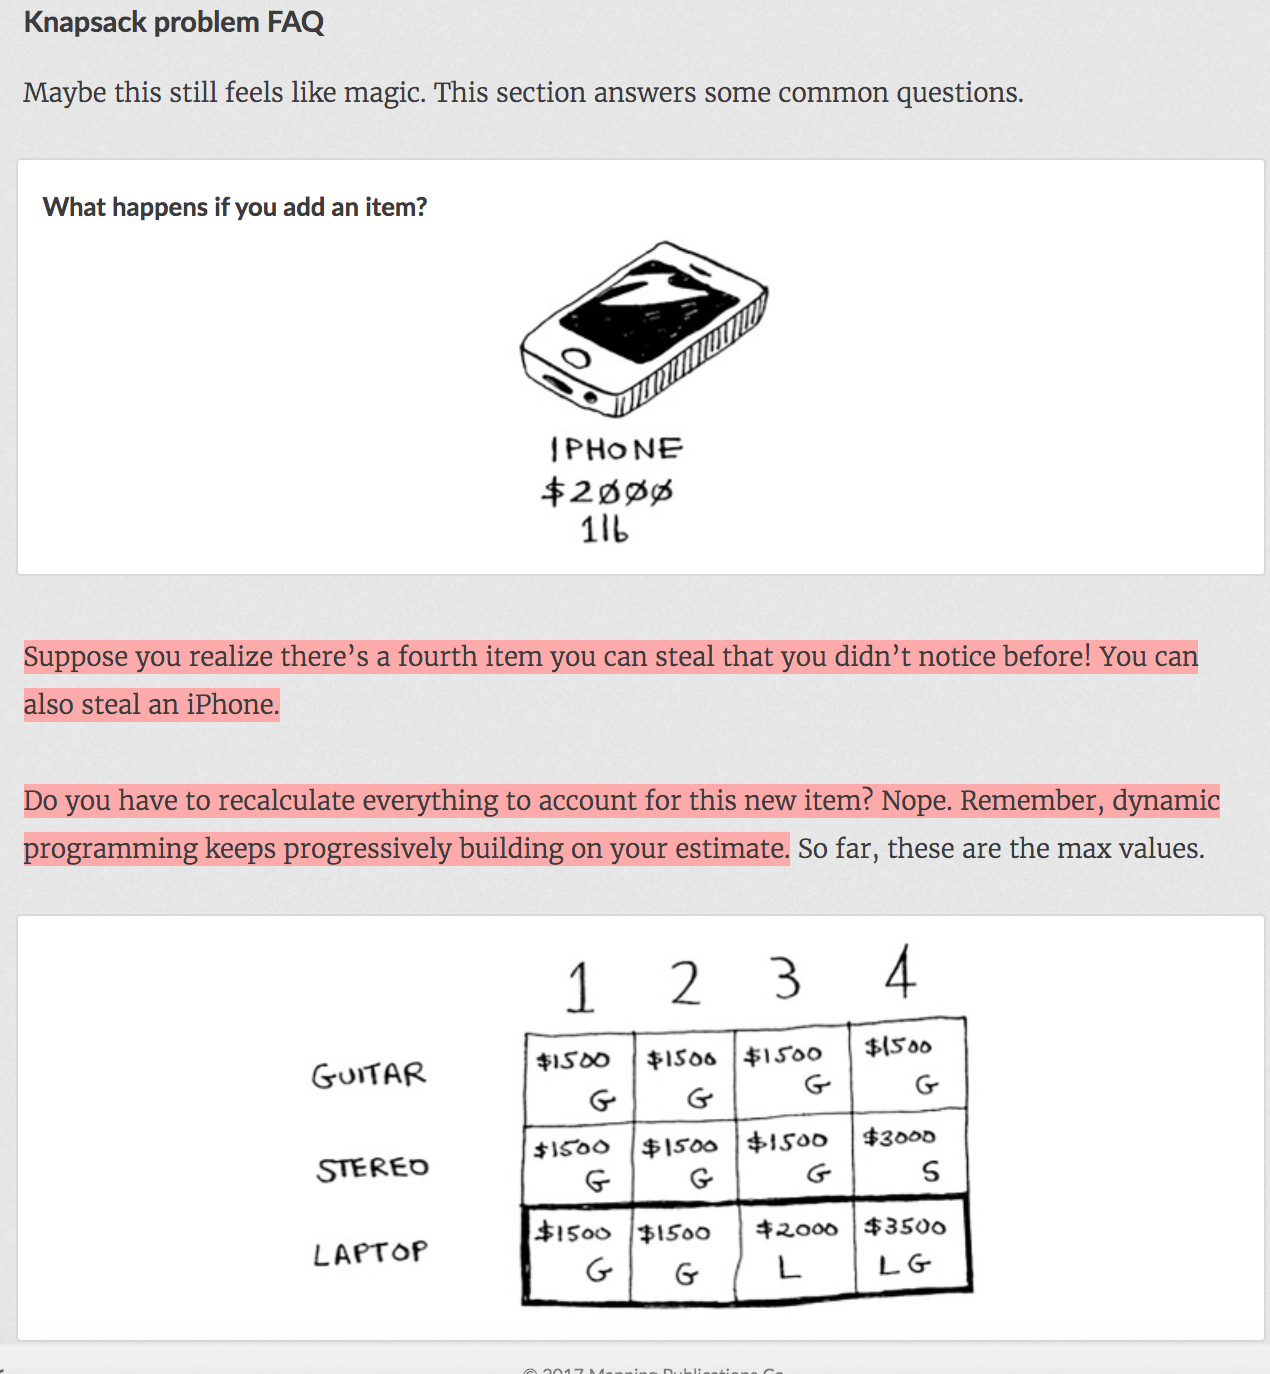 Knapsack problem FAQ
Maybe this still feels like magic. This section answers some common questions.
What happens if you add an item?
IPHONE
$2000
1lb
Suppose you realize there’s a fourth item you can steal that you didn’t notice before! You can
also steal an iPhone.
Do you have to recalculate everything to account for this new item? Nope. Remember, dynamic
programming keeps progressively building on your estimate. So far, these are the max values.
1 2 3 4
GUITAR $1500 G $1500 G $1500 G $1500 G
STEREO $1500 G $1500 G $1500 G $3000 S
LAPTOP $1500 G $1500 G $2000 L $3500 LG
© 2017 Manning Publications Co